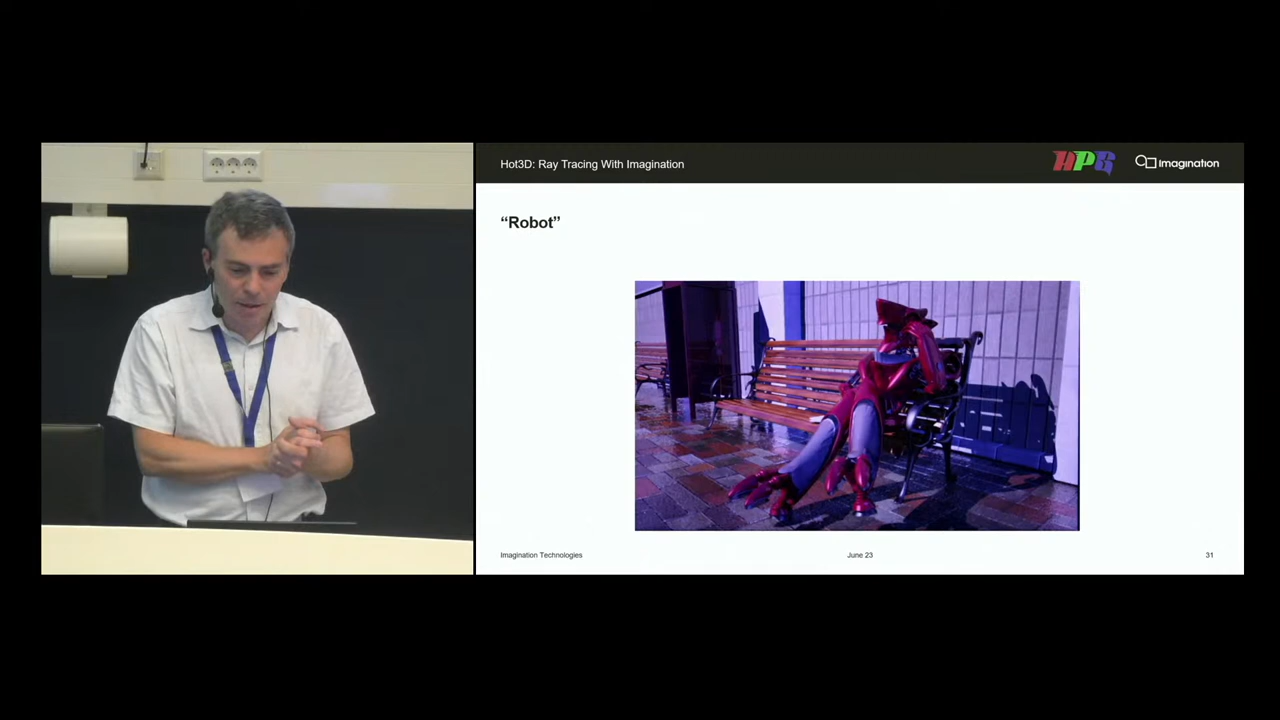 Hot3D: Ray Tracing With Imagination
HPG
Imagination
“Robot”
Imagination Technologies
June 23
31